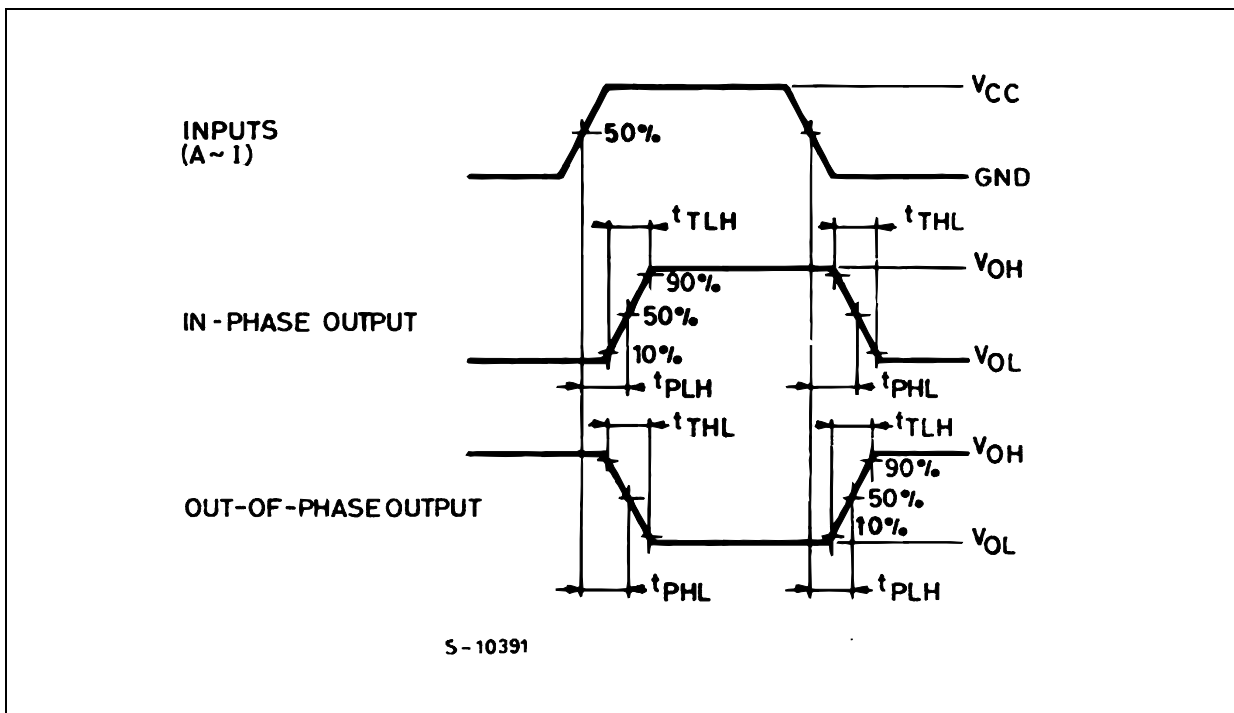 VCC
INPUTS
(A~I)
50%
GND
tTLH
tTHL
VOH
90%
IN-PHASE OUTPUT
50%
10%
VOL
tPLH
tPHL
tTHL
tTLH
VOH
90%
OUT-OF-PHASE OUTPUT
50%
10%
VOL
tPHL
tPLH
S-10391